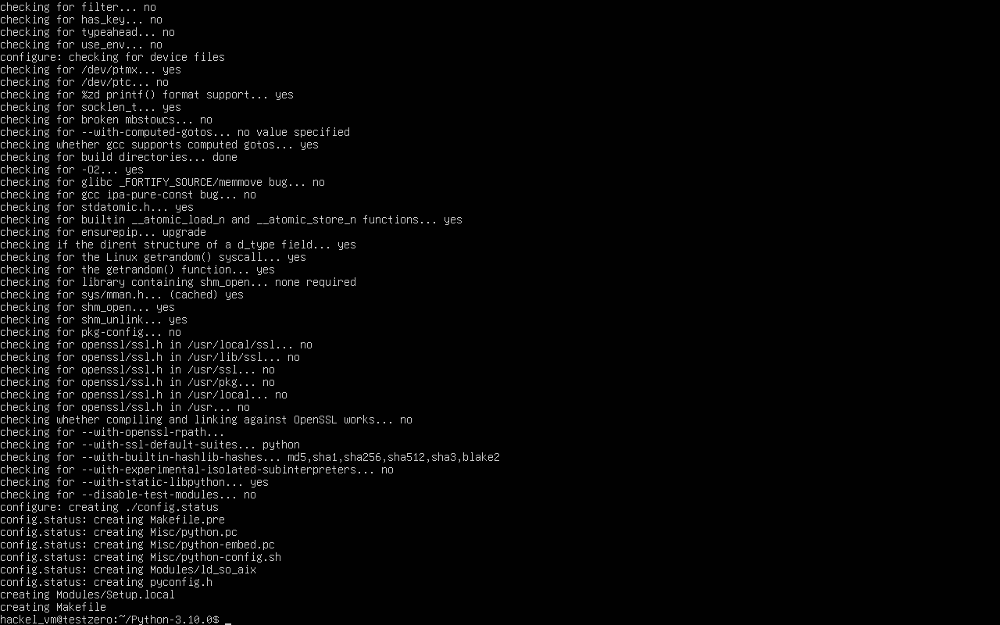 checking for filter... no
checking for has_key... no
checking for typeahead... no
checking for use_env... no
configure: checking for device files
checking for /dev/ptmx... yes
checking for /dev/ptc... no
checking for %zd printf() format support... yes
checking for socklen_t... yes
checking for broken mbstowcs... no
checking for --with-computed-gotos... no value specified
checking whether gcc supports computed gotos... yes
checking for build directories... done
checking for -O2... yes
checking for glibc _FORTIFY_SOURCE/memmove bug... no
checking for gcc ipa-pure-const bug... no
checking for stdatomic.h... yes
checking for builtin __atomic_load_n and __atomic_store_n functions... yes
checking for ensurepip... upgrade
checking if the dirent structure of a d_type field... yes
checking for the Linux getrandom() syscall... yes
checking for the getrandom() function... yes
checking for library containing shm_open... none required
checking for sys/mman.h... (cached) yes
checking for shm_open... yes
checking for shm_unlink... yes
checking for pkg-config... no
checking for openssl/ssl.h in /usr/local/ssl... no
checking for openssl/ssl.h in /usr/lib/ssl... no
checking for openssl/ssl.h in /usr/ssl... no
checking for openssl/ssl.h in /usr/pkg... no
checking for openssl/ssl.h in /usr/local... no
checking for openssl/ssl.h in /usr... no
checking whether compiling and linking against OpenSSL works... no
checking for --with-openssl-rpath...
checking for --with-ssl-default-suites... python
checking for --with-builtin-hashlib-hashes... md5,sha1,sha256,sha512,sha3,blake2
checking for --with-experimental-isolated-subinterpreters... no
checking for --with-static-libpython... yes
checking for --disable-test-modules... no
configure: creating ./config.status
config.status: creating Makefile.pre
config.status: creating Misc/python.pc
config.status: creating Misc/python-embed.pc
config.status: creating Misc/python-config.sh
config.status: creating Modules/ld_so_aix
config.status: creating pyconfig.h
creating Modules/Setup.local
creating Makefile
hackel_vm@testzero:~/Python-3.10.0$ _